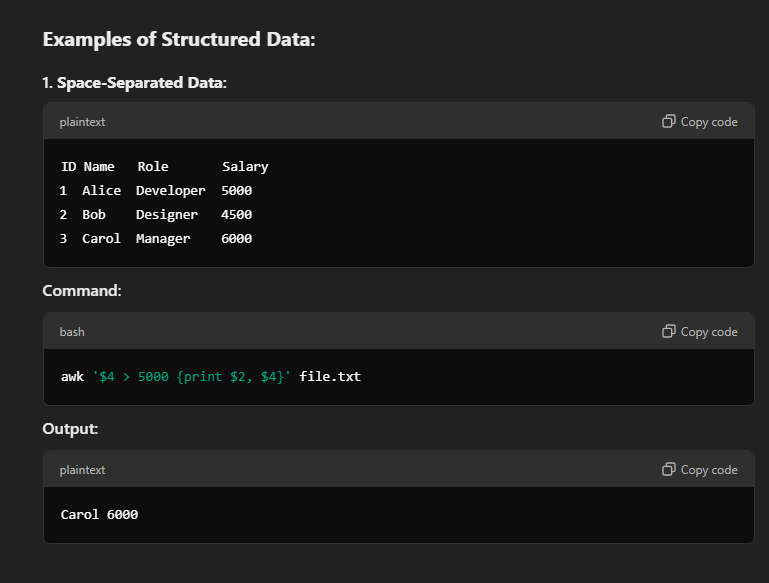 Examples of Structured Data:
1. Space-Separated Data:
plaintext Copy code
ID Name   Role       Salary
1  Alice  Developer  5000
2  Bob    Designer   4500
3  Carol  Manager    6000
Command:
bash Copy code
awk '$4 > 5000 {print $2, $4}' file.txt
Output:
plaintext Copy code
Carol 6000